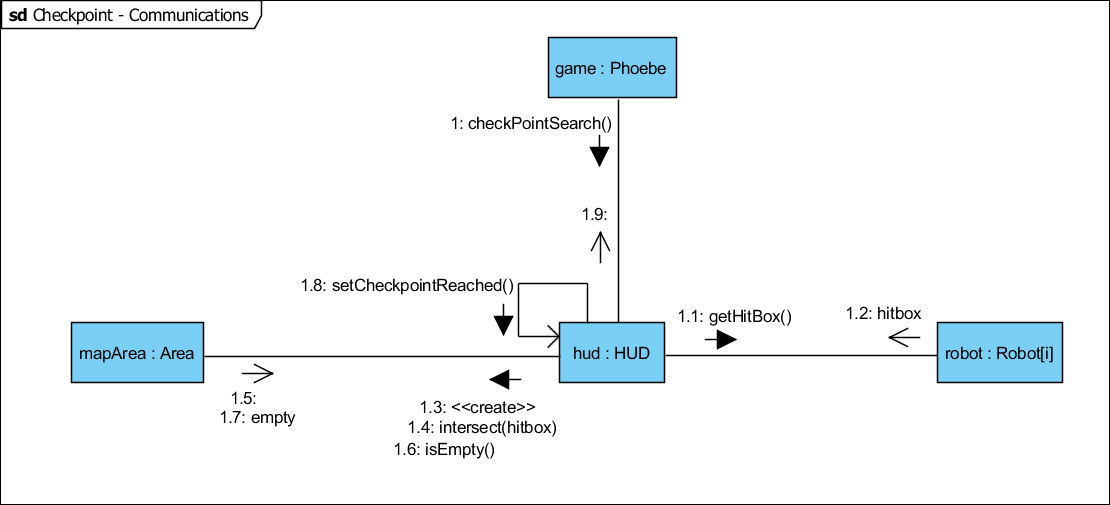 sd Checkpoint - Communications
game : Phoebe
1: checkPointSearch()
1.9:
1.8: setCheckpointReached()
1.1: getHitBox()
1.2: hitbox
mapArea : Area
hud : HUD
robot : Robot[i]
1.5:
1.7: empty
1.3: <<create>>
1.4: intersect(hitbox)
1.6: isEmpty()